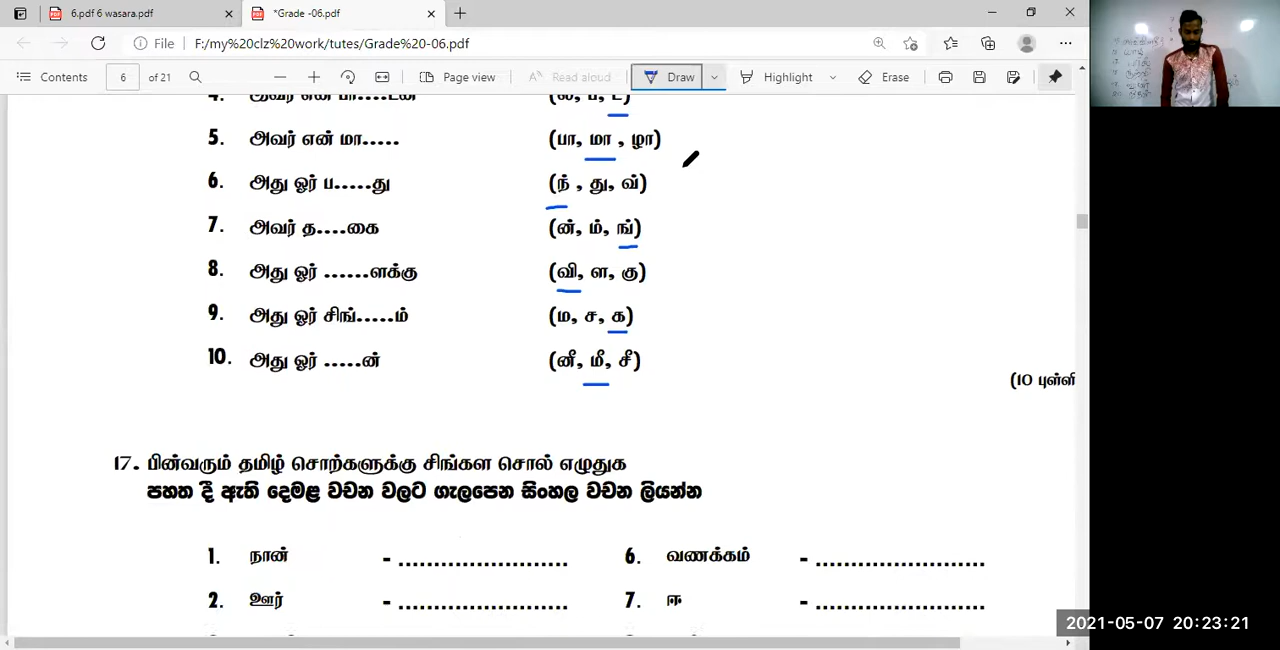 6.pdf 6 wasara.pdf
*Grade -06.pdf
File
F:/my%20clz%20work/tutes/Grade%20-06.pdf
Contents
6
of 21
Page view
Read aloud
Draw
Highlight
Erase
4. அவர் என் மா.....டீன் (ல, ப, ட)
5. அவர் என் மா..... (பா, மா , ழா)
6. அது ஓர் ப.....து (ந் , து, வ்)
7. அவர் த....கை (ன், ம், ங்)
8. அது ஓர் ......ளக்கு (வி, ள, கு)
9. அது ஓர் சிங்.....ம் (ம, ச, க)
10. அது ஓர் .....ன் (னீ, மீ, சீ)
(10 புள்ளி
17. பின்வரும் தமிழ் சொற்களுக்கு சிங்கள சொல் எழுதுக
පහත දී ඇති දෙමළ වචන වලට ගැලපෙන සිංහල වචන ලියන්න
1. நான் - ........................
6. வணக்கம் - ........................
2. ஊர் - ........................
7. ஈ - ........................
2021-05-07 20:23:21